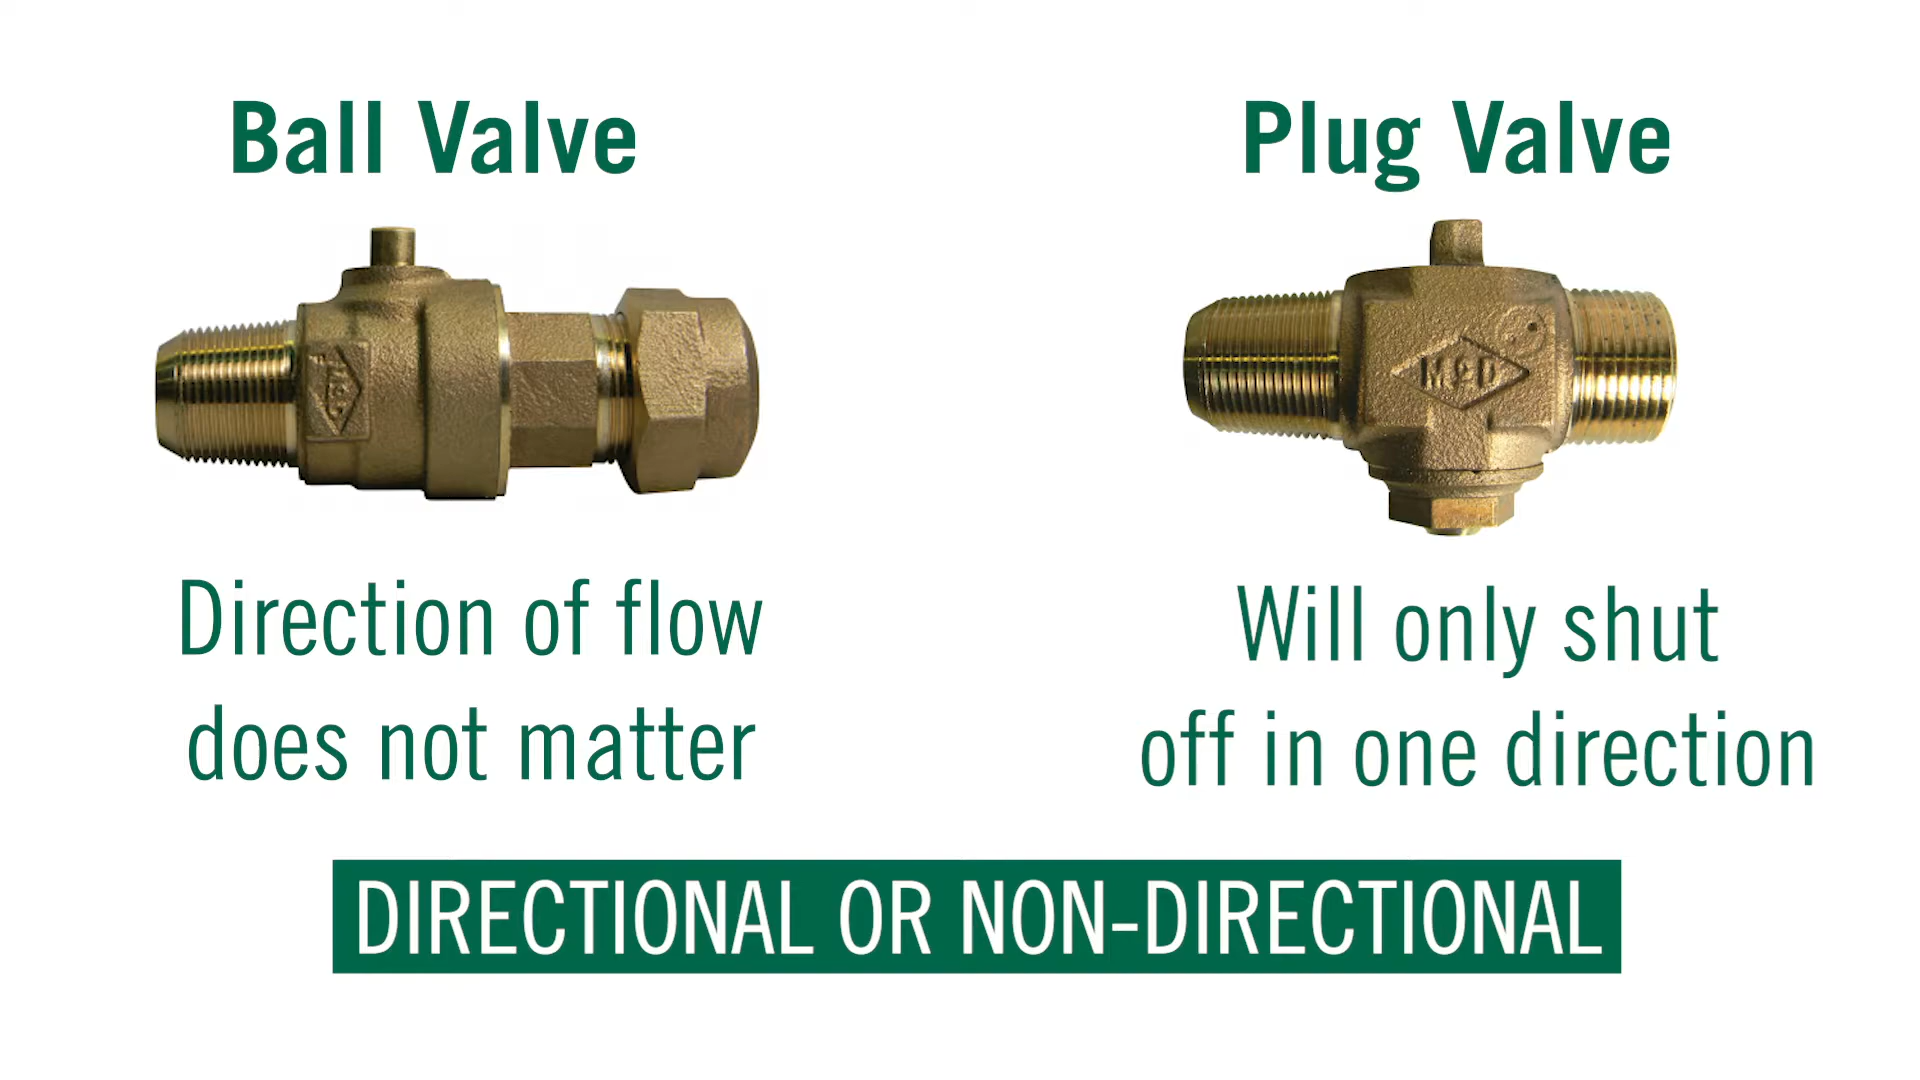 Ball Valve
Direction of flow
does not matter
Plug Valve
M&D
Will only shut
off in one direction
DIRECTIONAL OR NON-DIRECTIONAL